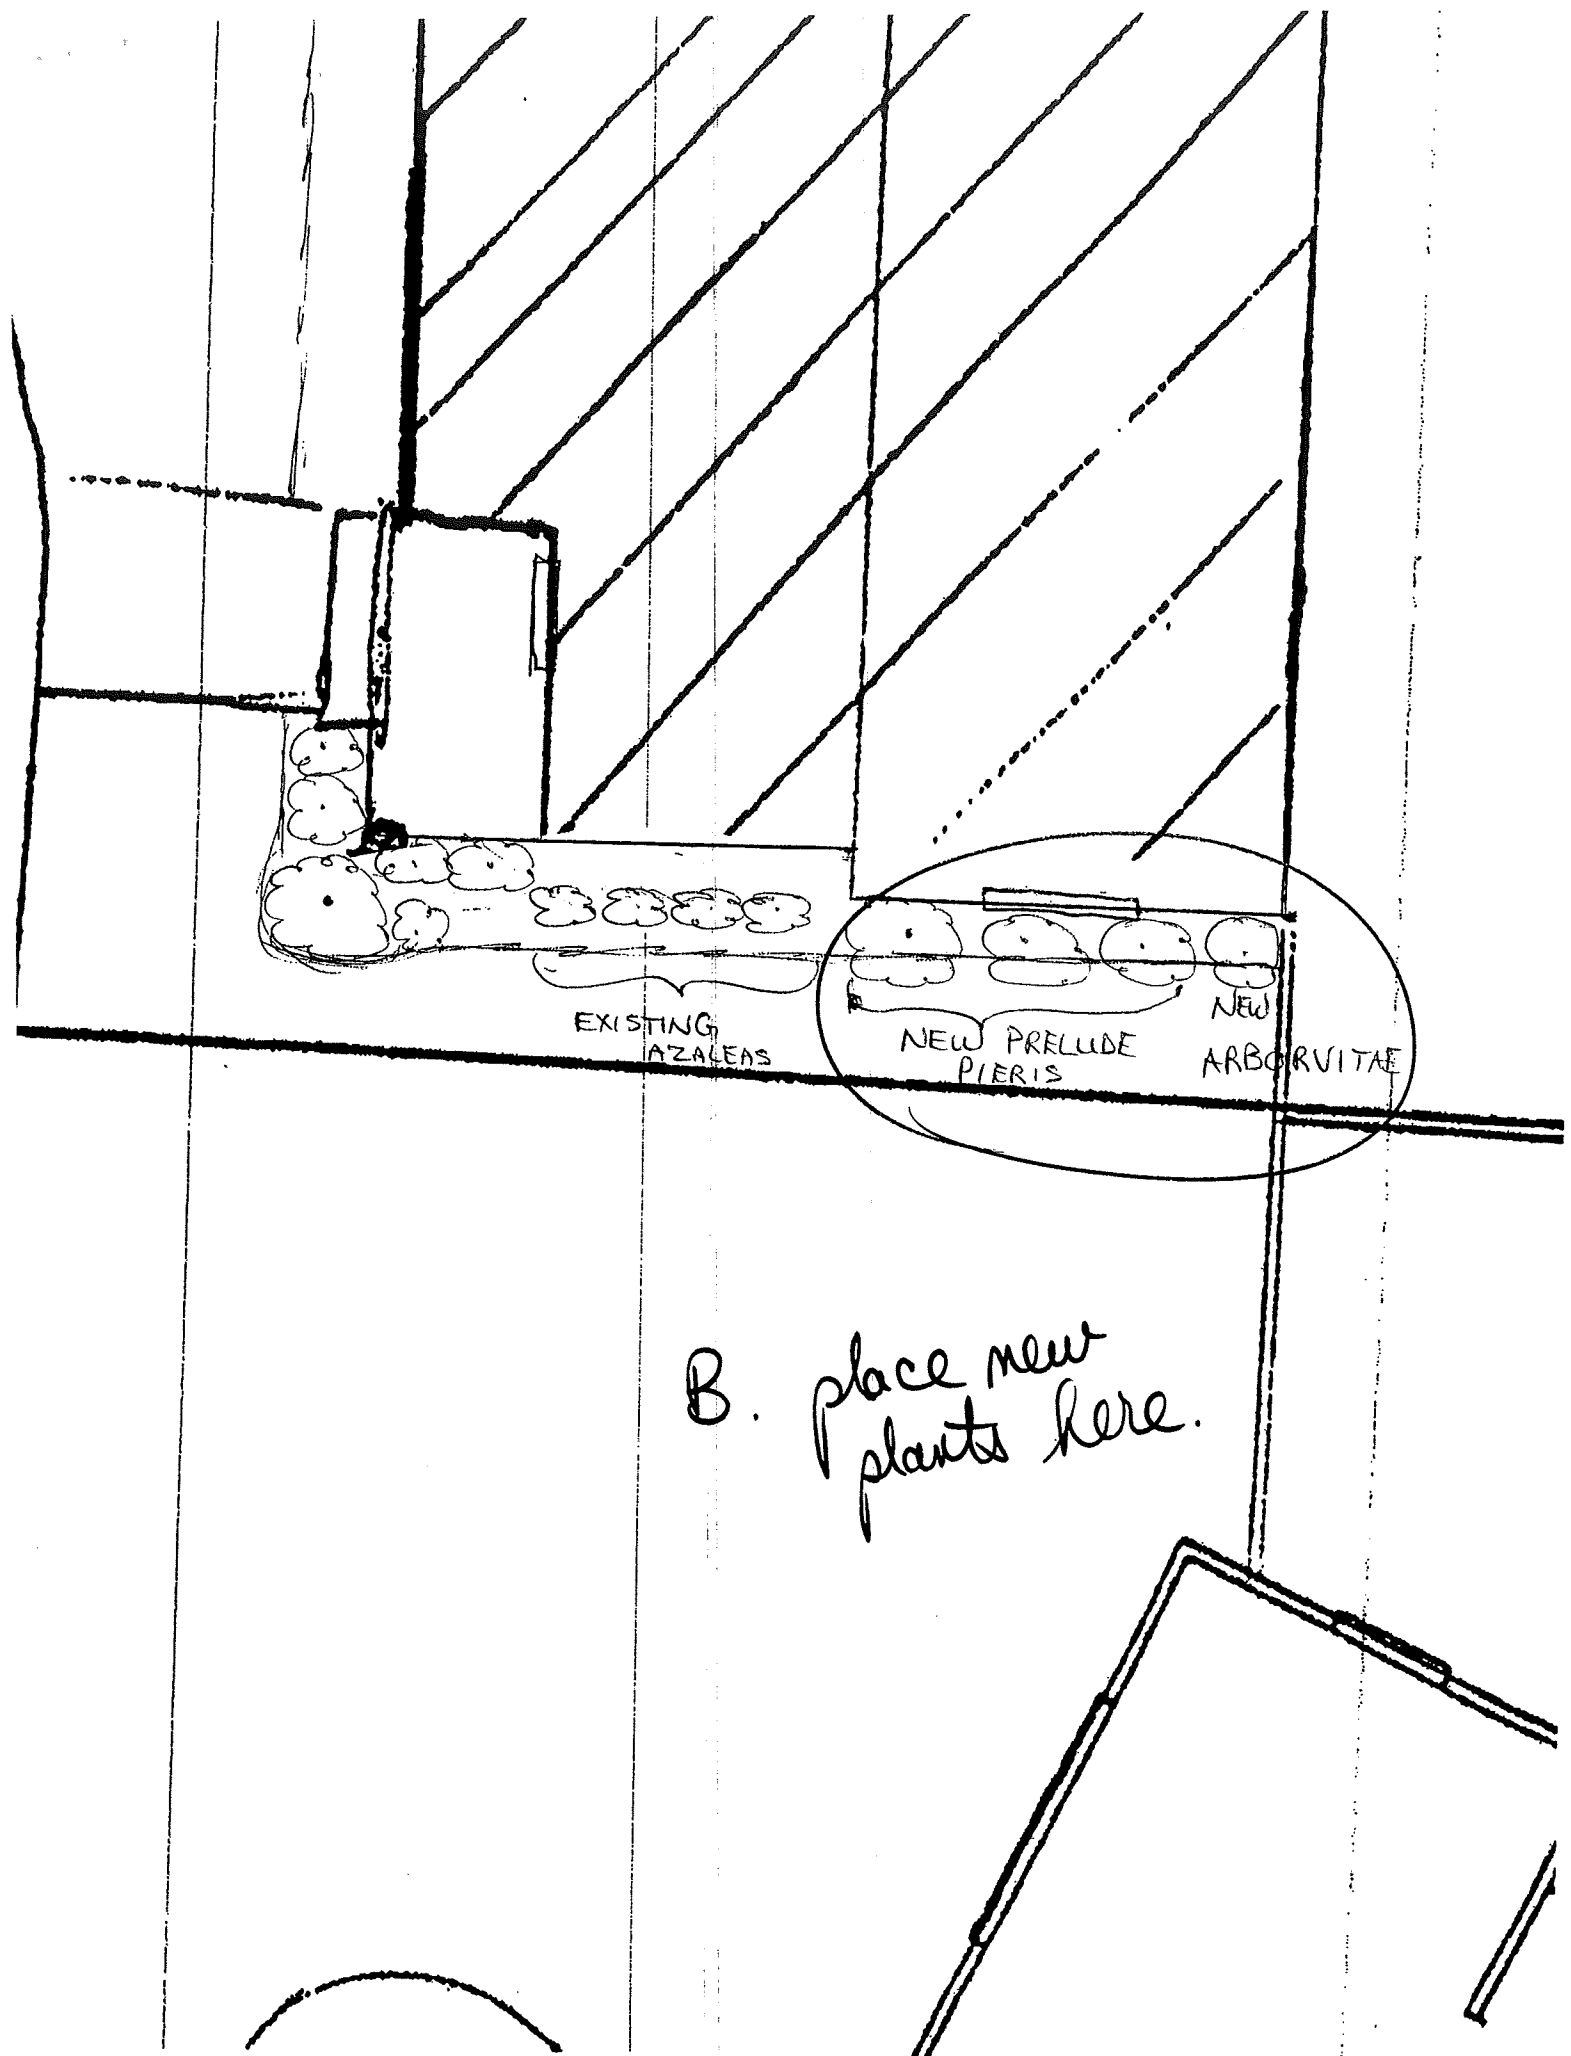 EXISTING
AZALEAS
NEW PRELUDE
PIERIS
NEW
ARBORVITAE
B. place new
plants here.